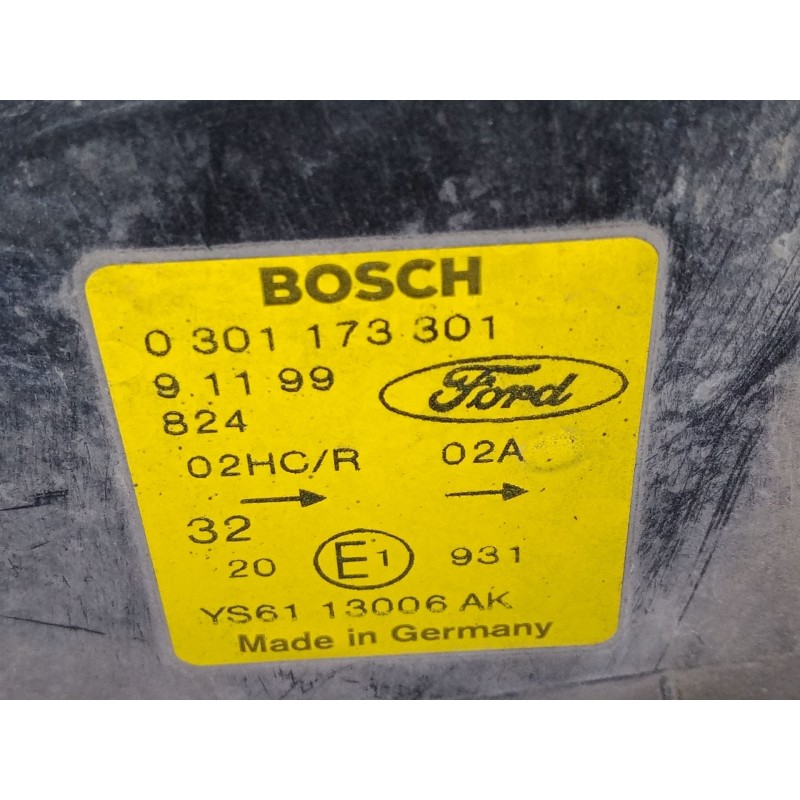 BOSCH
0 301 173 301
9.11 99
Ford
824
02HC/R 02A
32
20 E1 931
YS61 13006 AK
Made in Germany